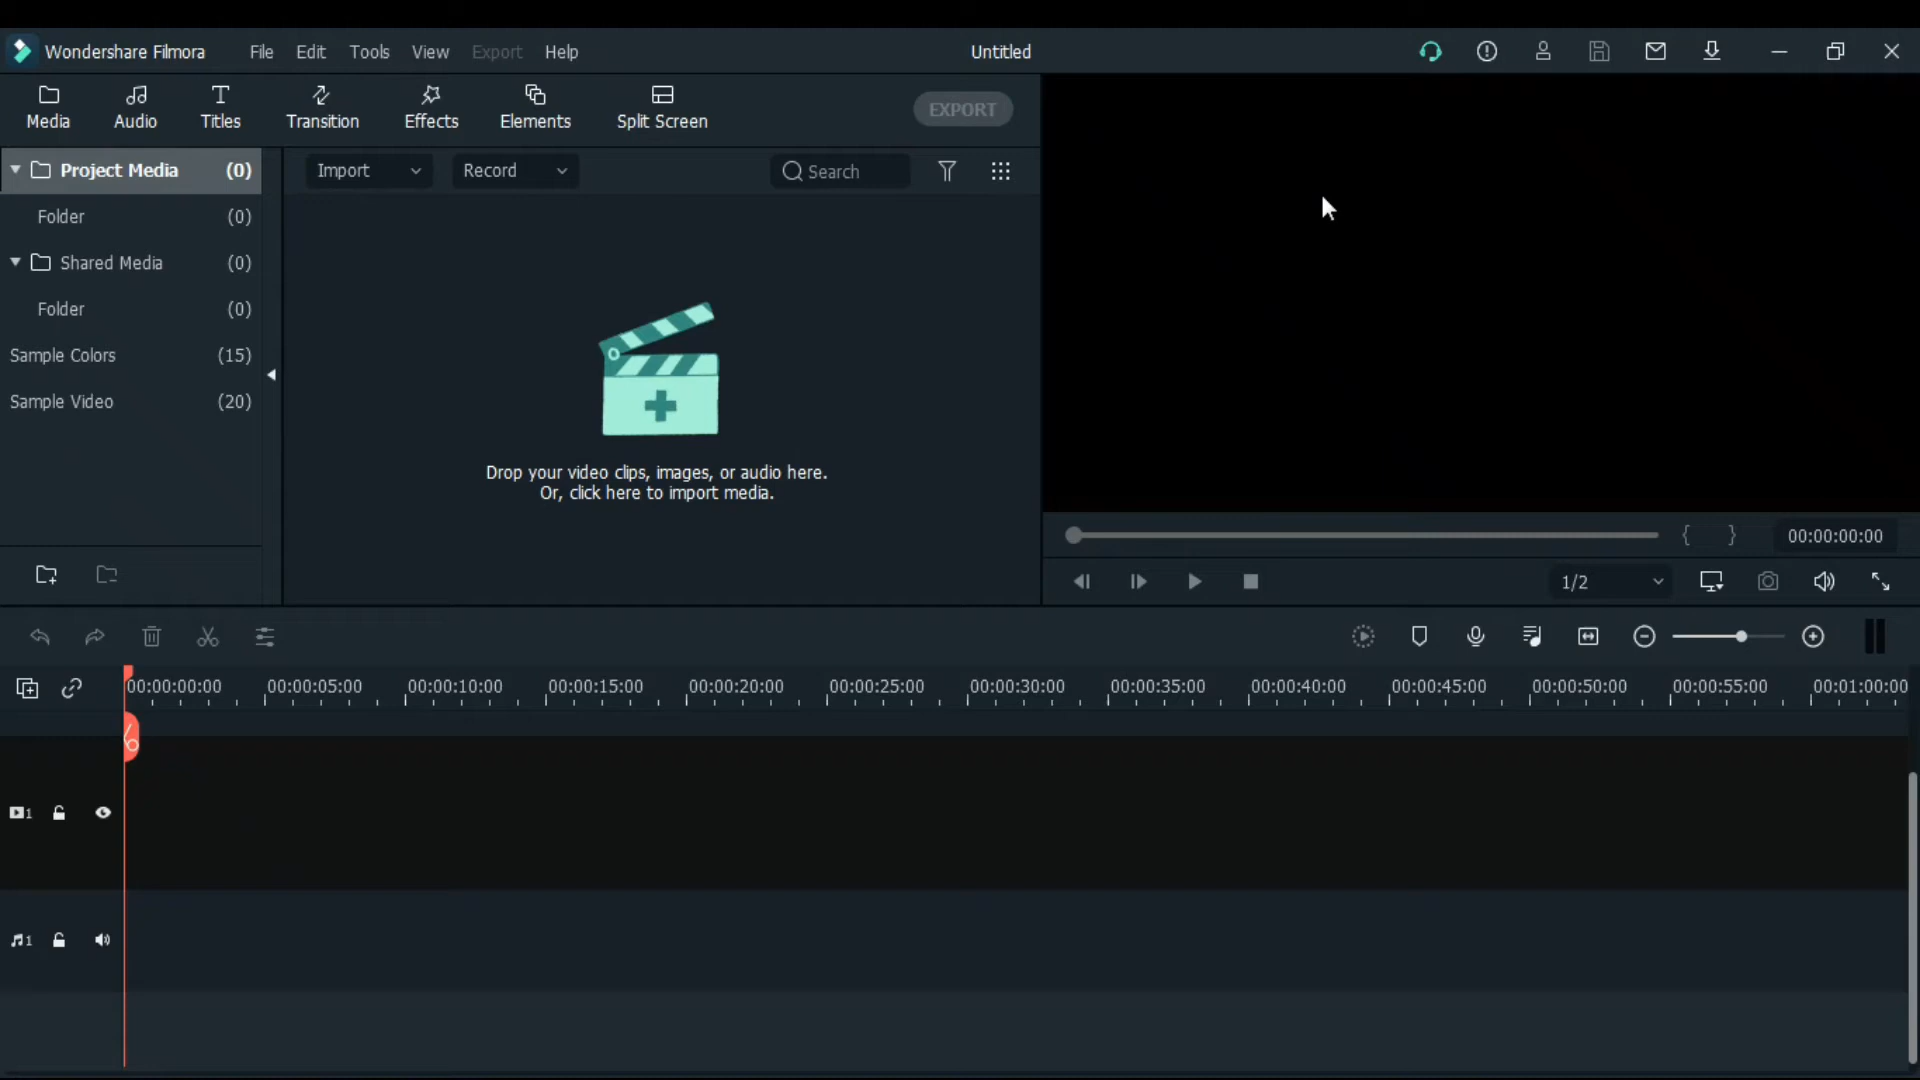 Wondershare Filmora File Edit Tools View Export Help Untitled
Media Audio Titles Transition Effects Elements Split Screen EXPORT
Project Media (0)
Import Record Search
Folder (0)
Shared Media (0)
Folder (0)
Sample Colors (15)
Sample Video (20)
Drop your video clips, images, or audio here.
Or, click here to import media.
{ } 00:00:00:00
1/2
00:00:00:00 00:00:05:00 00:00:10:00 00:00:15:00 00:00:20:00 00:00:25:00 00:00:30:00 00:00:35:00 00:00:40:00 00:00:45:00 00:00:50:00 00:00:55:00 00:01:00:00
1
1